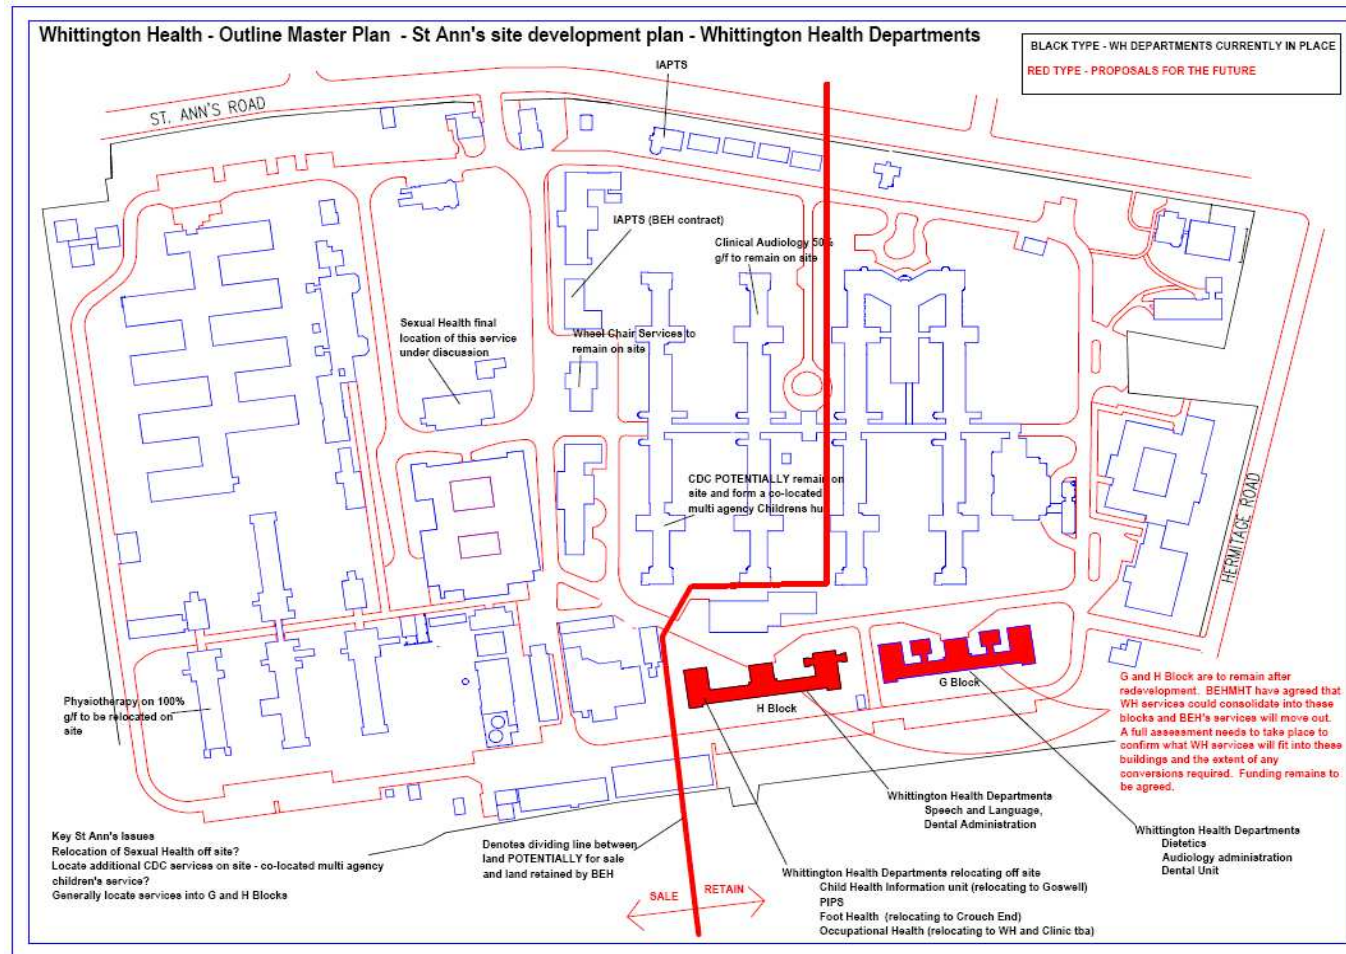 Whittington Health - Outline Master Plan - St Ann's site development plan - Whittington Health Departments
BLACK TYPE - WH DEPARTMENTS CURRENTLY IN PLACE
RED TYPE - PROPOSALS FOR THE FUTURE
IAPTS
ST. ANN'S ROAD
IAPTS (BEH contract)
Clinical Audiology 50%
g/f to remain on site
Sexual Health final
location of this service
under discussion
Wheel Chair Services to
remain on site
CDC POTENTIALLY remain on
site and form a co-located
multi agency Childrens hu
HERMITAGE ROAD
Physiotherapy on 100%
g/f to be relocated on
site
H Block
G Block
G and H Block are to remain after
redevelopment. BEHMHT have agreed that
WH services could consolidate into these
blocks and BEH's services will move out.
A full assessment needs to take place to
confirm what WH services will fit into these
buildings and the extent of any
conversions required. Funding remains to
be agreed.
Whittington Health Departments
Speech and Language,
Dental Administration
Whittington Health Departments
Dietetics
Audiology administration
Dental Unit
Key St Ann's Issues
Relocation of Sexual Health off site?
Locate additional CDC services on site - co-located multi agency
children's service?
Generally locate services into G and H Blocks
Denotes dividing line between
land POTENTIALLY for sale
and land retained by BEH
SALE
RETAIN
Whittington Health Departments relocating off site
Child Health Information unit (relocating to Goswell)
PIPS
Foot Health (relocating to Crouch End)
Occupational Health (relocating to WH and Clinic tba)